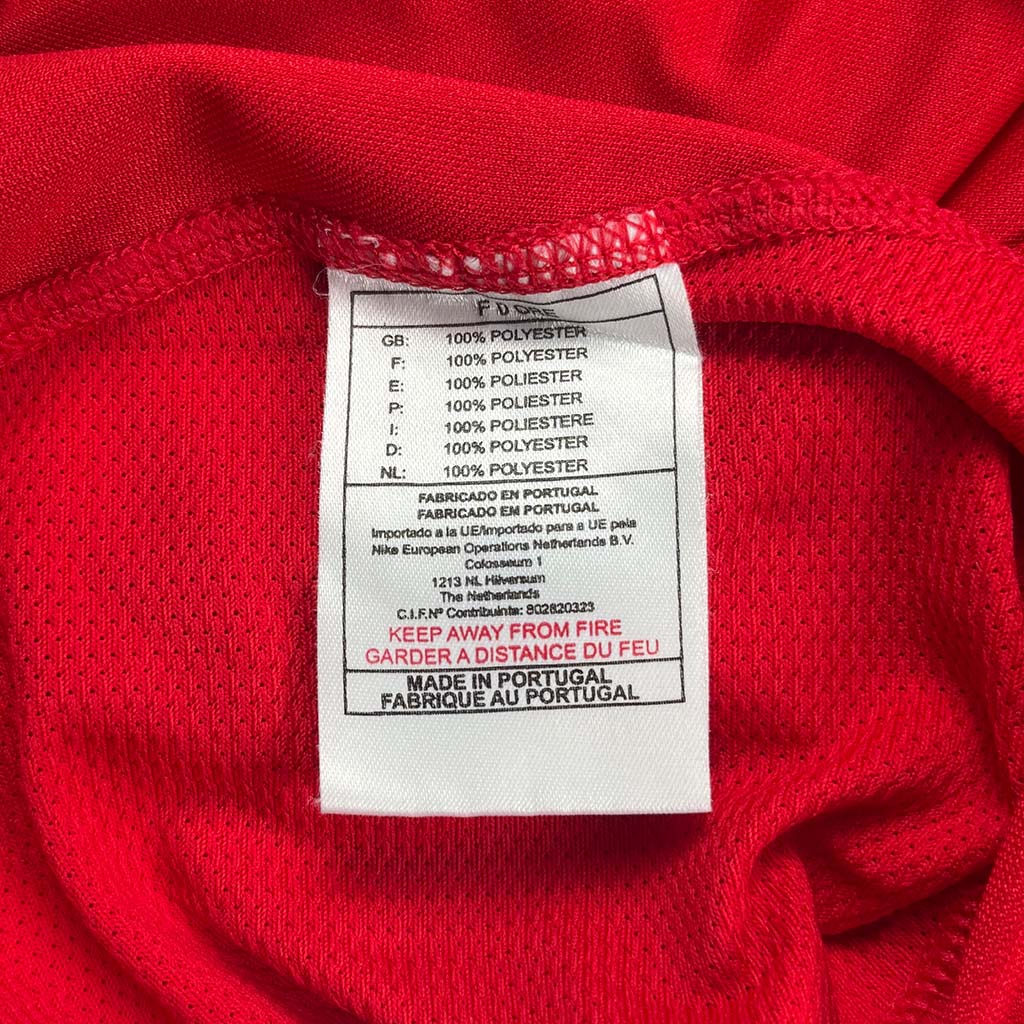 GB: 100% POLYESTER
F: 100% POLYESTER
E: 100% POLIESTER
P: 100% POLIESTER
I: 100% POLIESTERE
D: 100% POLYESTER
NL: 100% POLYESTER
FABRICADO EN PORTUGAL
FABRICADO EM PORTUGAL
Importado a la UE/Importado para a UE pela
Nike European Operations Netherlands B.V.
Colosseum 1
1213 NL Hilversum
The Netherlands
C.I.F.Nº Contribuinte: 802820323
KEEP AWAY FROM FIRE
GARDER A DISTANCE DU FEU
MADE IN PORTUGAL
FABRIQUE AU PORTUGAL